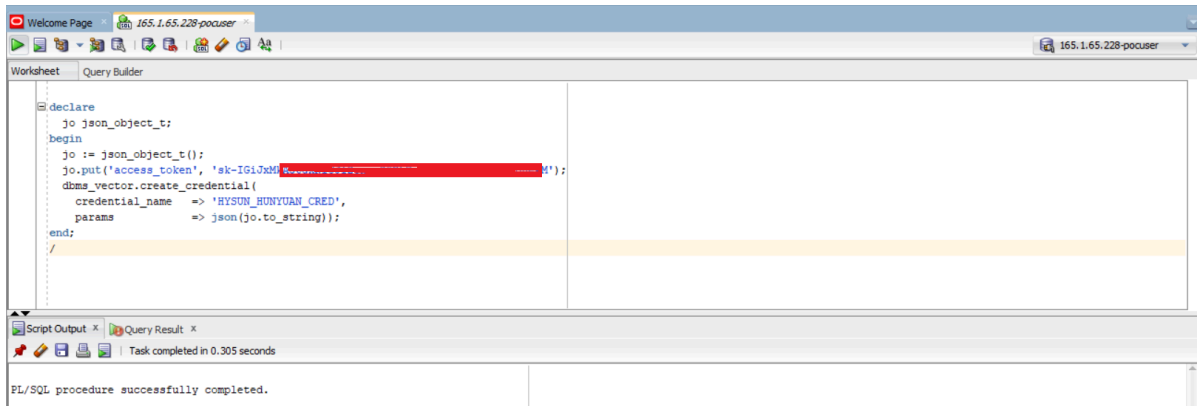 Welcome Page
165.1.65.228-pocuser
165.1.65.228-pocuser
Worksheet
Query Builder
declare
jo json_object_t;
begin
jo := json_object_t();
jo.put('access_token', 'sk-IGiJxM M');
dbms_vector.create_credential(
credential_name => 'HYSUN_HUNYUAN_CRED',
params => json(jo.to_string));
end;
/
Script Output
Query Result
Task completed in 0.305 seconds
PL/SQL procedure successfully completed.